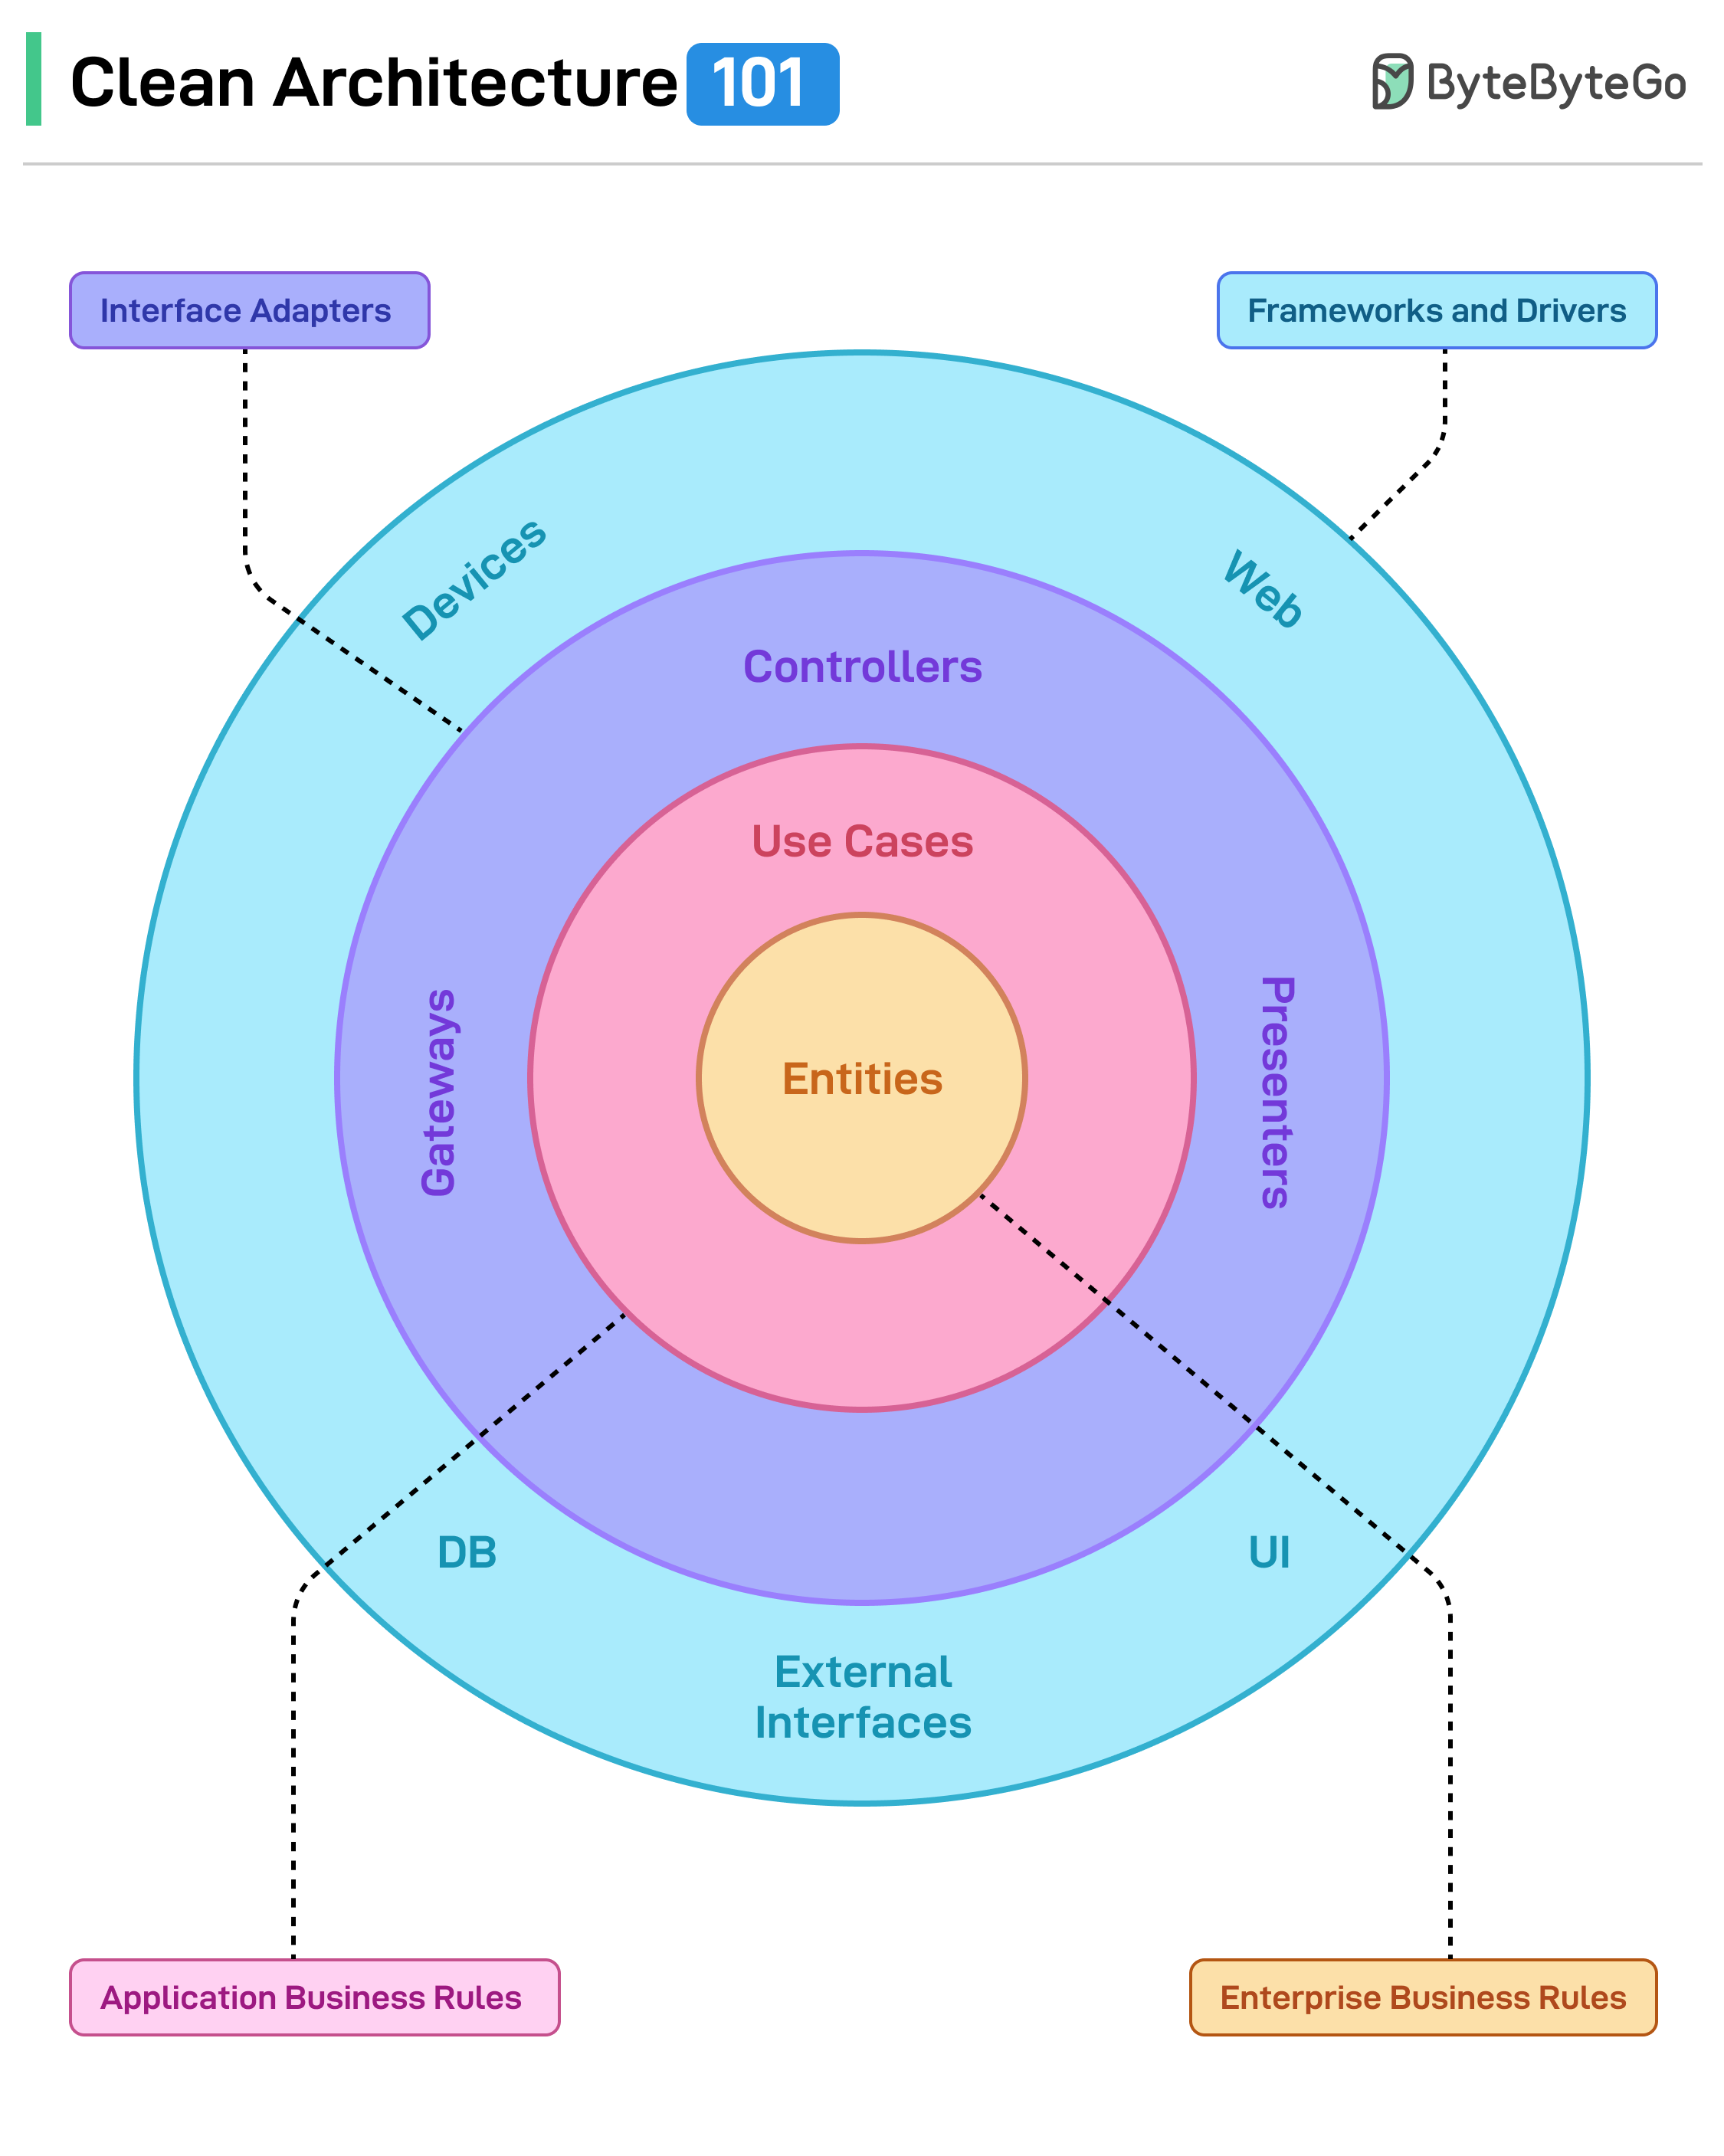 Clean Architecture 101
ByteByteGo
Interface Adapters
Frameworks and Drivers
Devices
Web
Controllers
Use Cases
Gateways
Entities
Presenters
DB
UI
External
Interfaces
Application Business Rules
Enterprise Business Rules